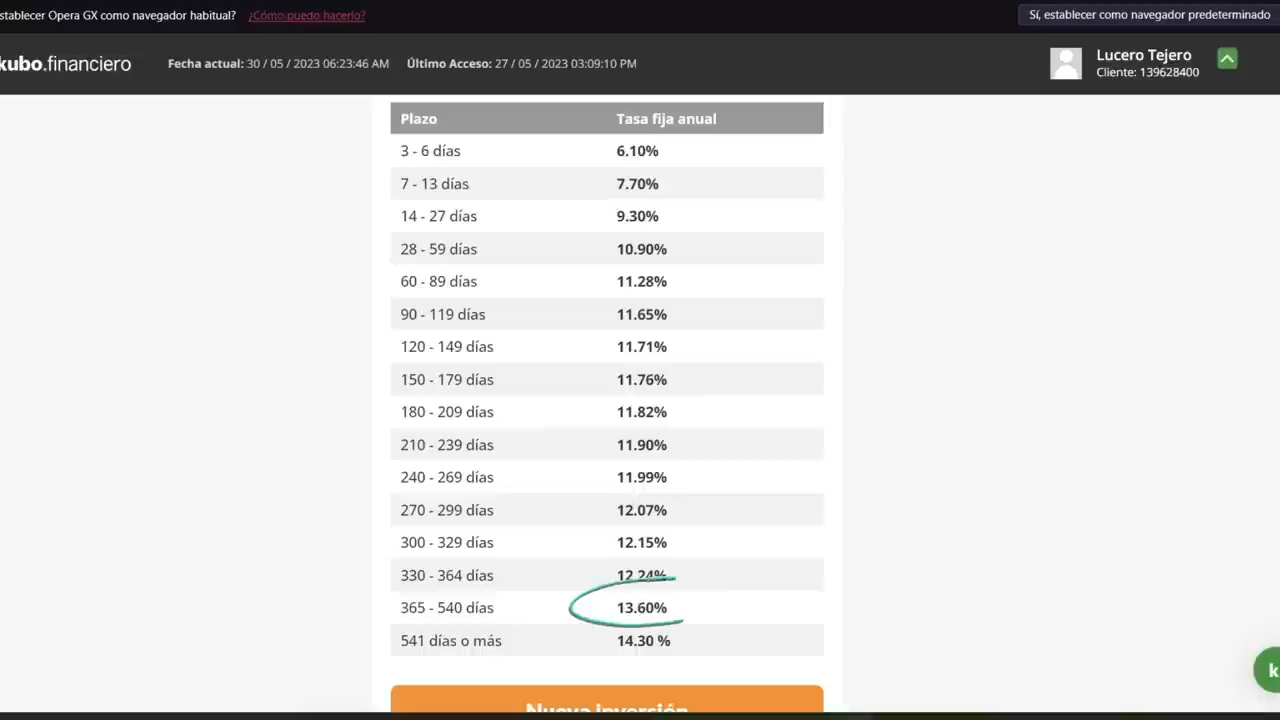 establecer Opera GX como navegador habitual? ¿Cómo puedo hacerlo? Sí, establecer como navegador predeterminado
kubo.financiero Fecha actual: 30 / 05 / 2023 06:23:46 AM Último Acceso: 27 / 05 / 2023 03:09:10 PM Lucero Tejero
Cliente: 139628400
Plazo Tasa fija anual
3 - 6 días 6.10%
7 - 13 días 7.70%
14 - 27 días 9.30%
28 - 59 días 10.90%
60 - 89 días 11.28%
90 - 119 días 11.65%
120 - 149 días 11.71%
150 - 179 días 11.76%
180 - 209 días 11.82%
210 - 239 días 11.90%
240 - 269 días 11.99%
270 - 299 días 12.07%
300 - 329 días 12.15%
330 - 364 días 12.24%
365 - 540 días 13.60%
541 días o más 14.30 %
k
Nueva inversión